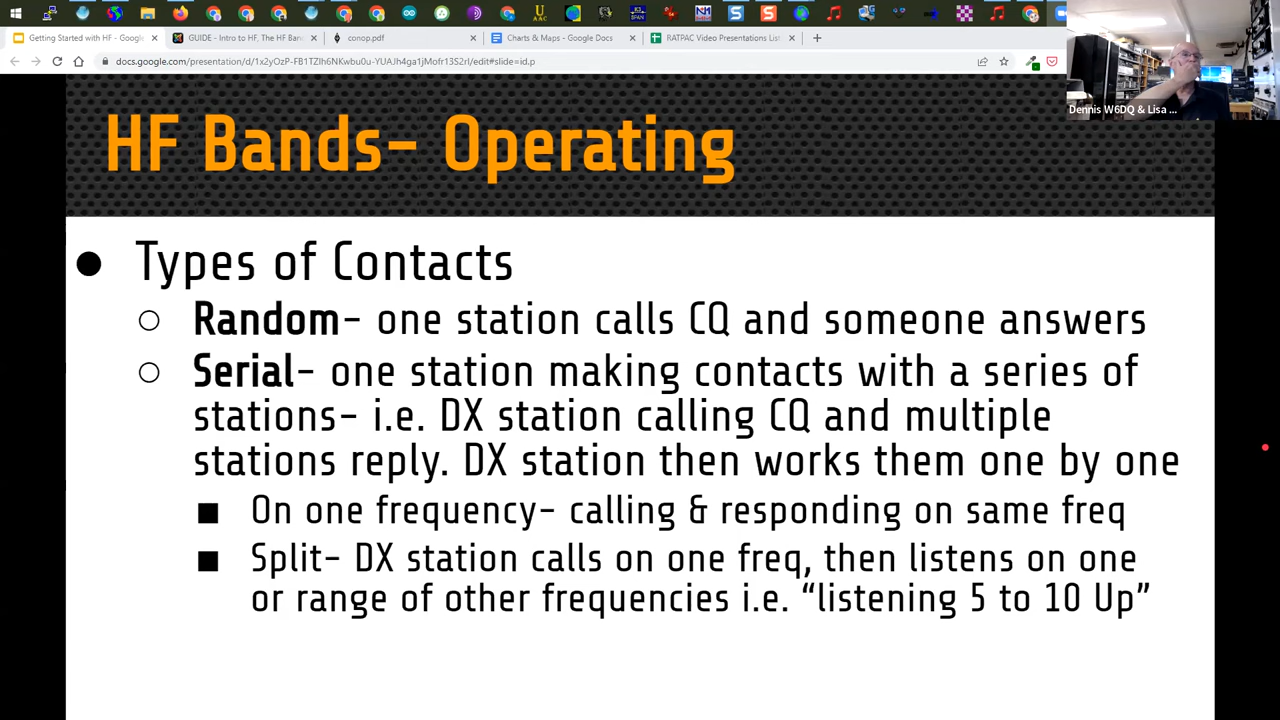 Getting Started with HF - Google
GUIDE - Intro to HF, The HF Ban
conop.pdf
Charts & Maps - Google Docs
RATPAC Video Presentations Lis
docs.google.com/presentation/d/1x2yOzP-FB1TZlh6NKwbu0u-YUAJh4ga1jMofr13S2rI/edit#slide=id.p
Dennis W6DQ & Lisa ...
HF Bands- Operating
● Types of Contacts
○ Random- one station calls CQ and someone answers
○ Serial- one station making contacts with a series of
stations- i.e. DX station calling CQ and multiple
stations reply. DX station then works them one by one
■ On one frequency- calling & responding on same freq
■ Split- DX station calls on one freq, then listens on one
or range of other frequencies i.e. “listening 5 to 10 Up”